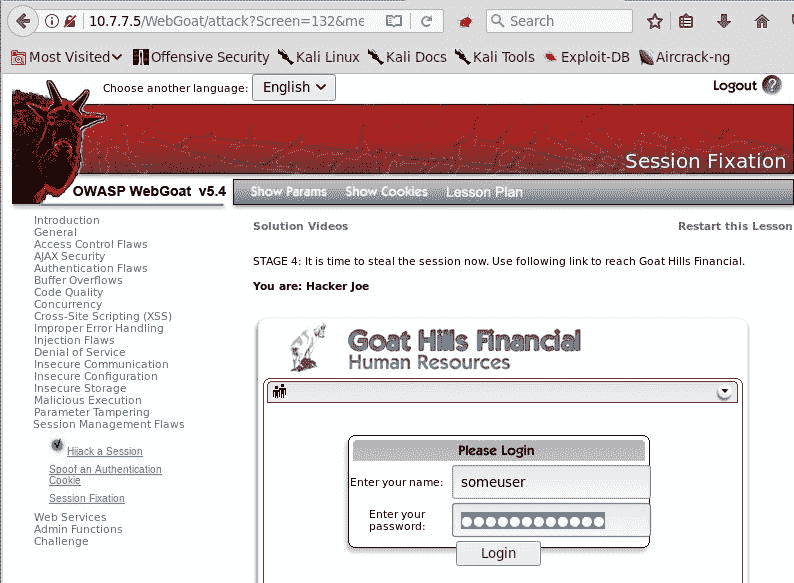 10.7.7.5/WebGoat/attack?Screen=132&me
Search
Most Visited Offensive Security Kali Linux Kali Docs Kali Tools Exploit-DB Aircrack-ng
Choose another language: English
Logout
Session Fixation
OWASP WebGoat v5.4
Show Params Show Cookies Lesson Plan
Introduction
General
Access Control Flaws
AJAX Security
Authentication Flaws
Buffer Overflows
Code Quality
Concurrency
Cross-Site Scripting (XSS)
Improper Error Handling
Injection Flaws
Denial of Service
Insecure Communication
Insecure Configuration
Insecure Storage
Malicious Execution
Parameter Tampering
Session Management Flaws
Hijack a Session
Spoof an Authentication
Cookie
Session Fixation
Web Services
Admin Functions
Challenge
Solution Videos
Restart this Lesson
STAGE 4: It is time to steal the session now. Use following link to reach Goat Hills Financial.
You are: Hacker Joe
Goat Hills Financial
Human Resources
Please Login
Enter your name: someuser
Enter your
password:
Login